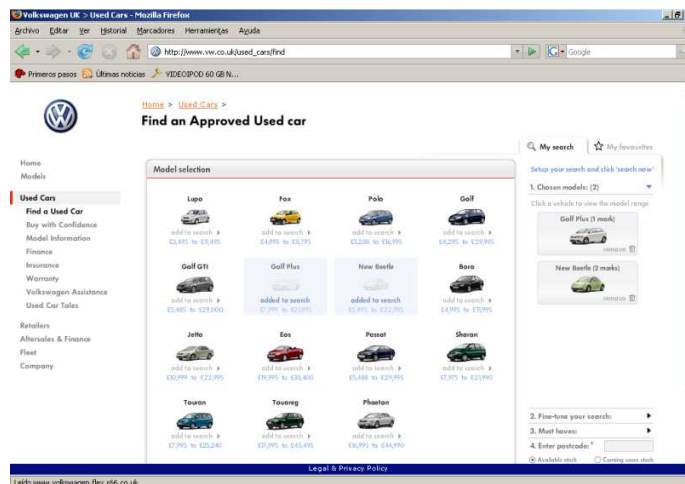 Volkswagen UK > Used Cars - Mozilla Firefox
Archivo Editar Ver Historial Marcadores Herramientas Ayuda
http://www.vw.co.uk/used_cars/find
Google
Primeros pasos Últimas noticias VIDEOIPOD 60 GB N...
Home > Used Cars >
Find an Approved Used car
My search My favourites
Home
Models
Used Cars
Find a Used Car
Buy with Confidence
Model Information
Finance
Insurance
Warranty
Volkswagen Assistance
Used Car Tales
Retailers
Aftersales & Finance
Fleet
Company
Model selection
Lupo Fox Polo Golf
add to search add to search add to search add to search
Golf GTI Golf Plus New Beetle Bora
add to search added to search added to search add to search
Jetta Eos Passat Sharan
add to search add to search add to search add to search
Touran Touareg Phaeton
add to search add to search add to search
Setup your search and click 'search now'
1. Chosen models: (2)
Click a vehicle to view the model range
Golf Plus (1 mark)
remove
New Beetle (2 marks)
remove
2. Fine-tune your search:
3. Must haves:
4. Enter postcode:*
Available stock Coming soon stock
Legal & Privacy Policy